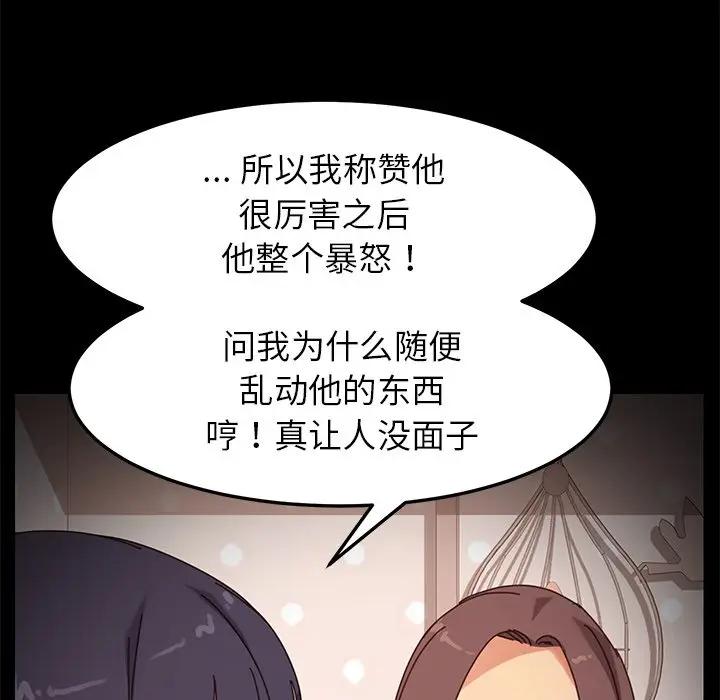 ... 所以我称赞他
很厉害之后
他整个暴怒！
问我为什么随便
乱动他的东西
哼！真让人没面子